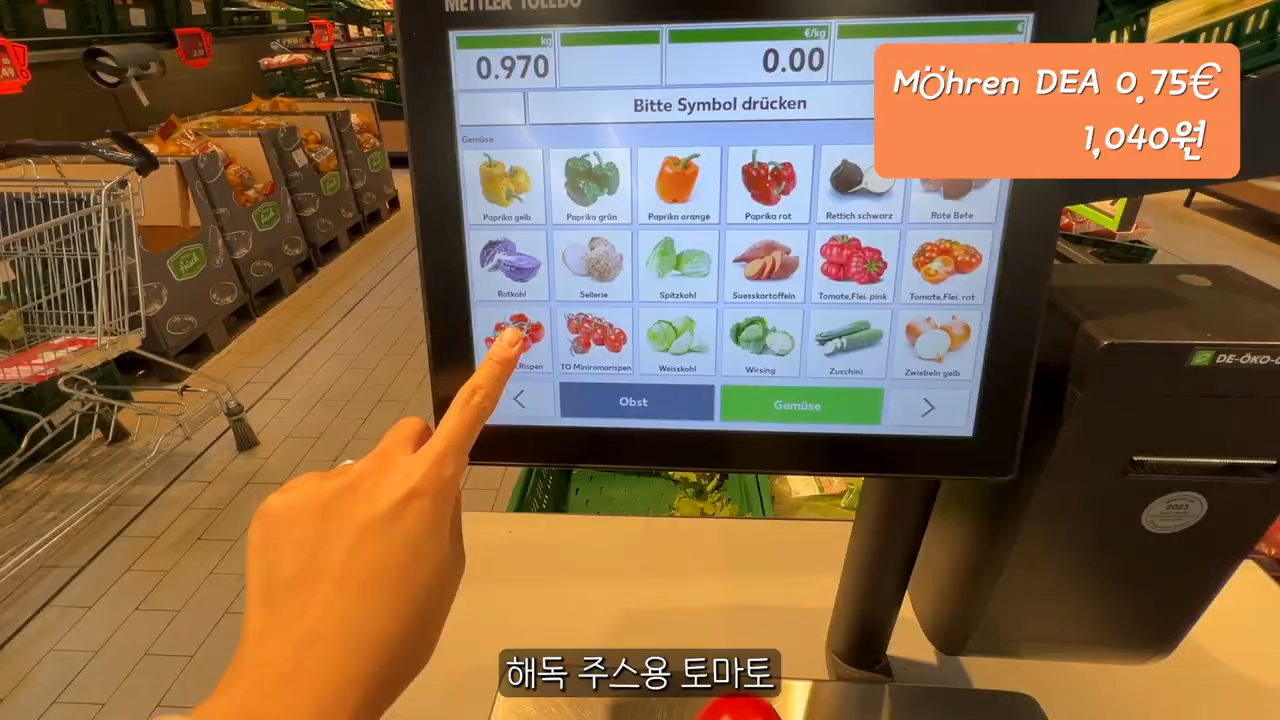 METTLER TOLEDO
kg
€/kg
€
0.970
0.00
Bitte Symbol drücken
Möhren DEA 0.75€
1,040원
Gemüse
Paprika gelb
Paprika grün
Paprika orange
Paprika rot
Rettich schwarz
Rote Bete
Rotkohl
Sellerie
Spitzkohl
Suesskartoffeln
Tomate,Flei. pink
Tomate,Flei. rot
Rispen
TO Miniromarispen
Weisskohl
Wirsing
Zucchini
Zwiebeln gelb
<
Obst
Gemüse
>
frisch
DE-ÖKO-
2023
해독 주스용 토마토